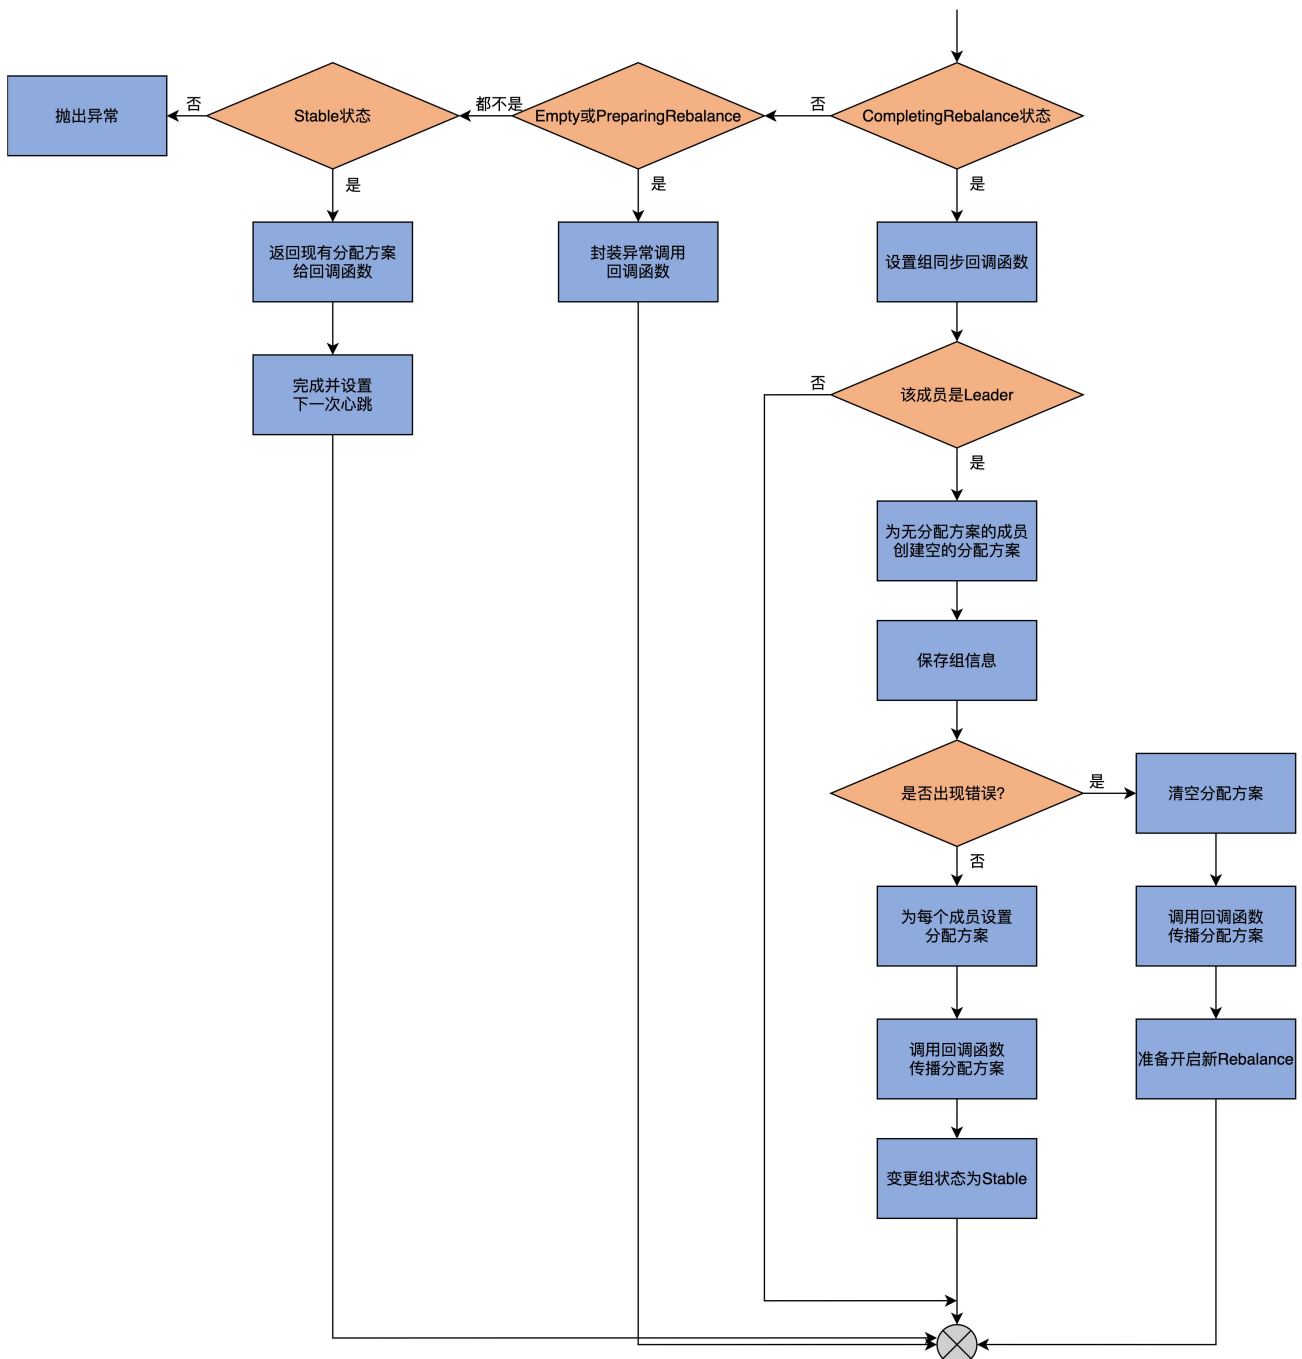 抛出异常
否
Stable状态
都不是
Empty或PreparingRebalance
否
CompletingRebalance状态
是
是
是
返回现有分配方案
给回调函数
封装异常调用
回调函数
设置组同步回调函数
完成并设置
下一次心跳
否
该成员是Leader
是
为无分配方案的成员
创建空的分配方案
保存组信息
是否出现错误?
是
清空分配方案
否
为每个成员设置
分配方案
调用回调函数
传播分配方案
调用回调函数
传播分配方案
准备开启新Rebalance
变更组状态为Stable